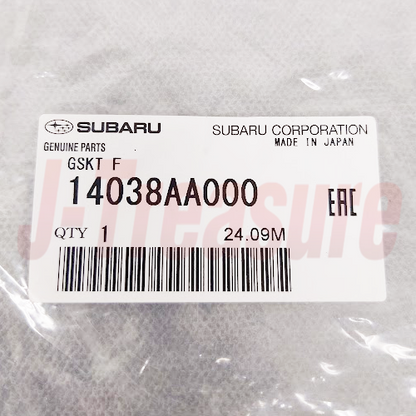 SUBARU
SUBARU CORPORATION
GENUINE PARTS
MADE IN JAPAN
GSKT F
14038AA000
EAC
QTY 1
24.09M
J-Treasure